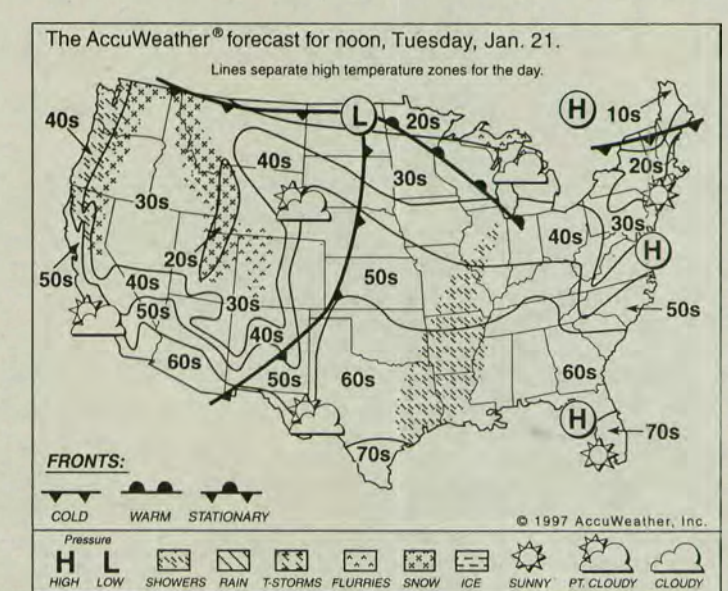 The AccuWeather® forecast for noon, Tuesday, Jan. 21.
Lines separate high temperature zones for the day.
40s
L
20s
H
10s
20s
40s
30s
30s
20s
40s
30s
H
50s
40s
50s
50s
30s
50s
40s
60s
50s
60s
60s
H
70s
70s
FRONTS:
COLD WARM STATIONARY
© 1997 AccuWeather, Inc.
Pressure
H L
HIGH LOW SHOWERS RAIN T-STORMS FLURRIES SNOW ICE SUNNY PT. CLOUDY CLOUDY